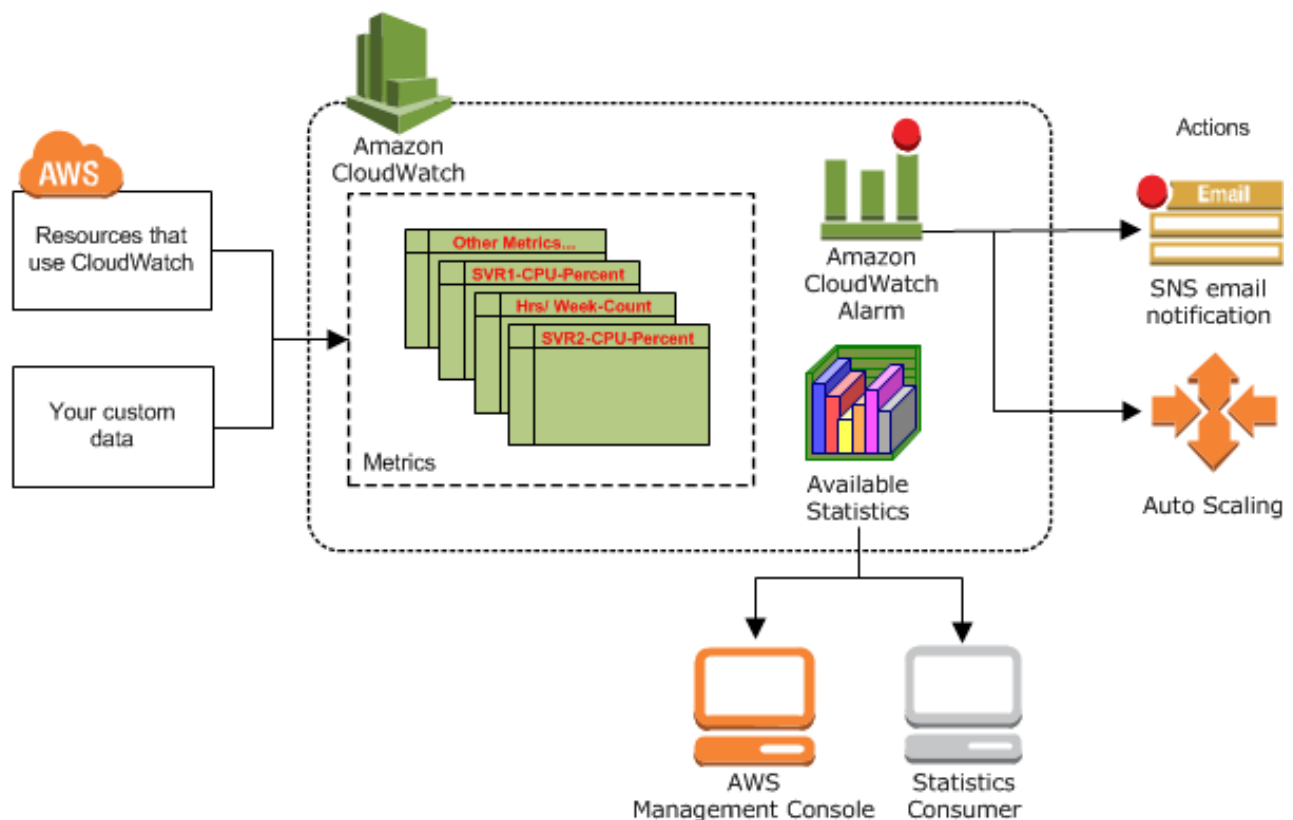 Amazon
CloudWatch
AWS
Resources that
use CloudWatch
Your custom
data
Other Metrics...
SVR1-CPU-Percent
Hrs/ Week-Count
SVR2-CPU-Percent
Metrics
Amazon
CloudWatch
Alarm
Available
Statistics
Actions
Email
SNS email
notification
Auto Scaling
AWS
Management Console
Statistics
Consumer